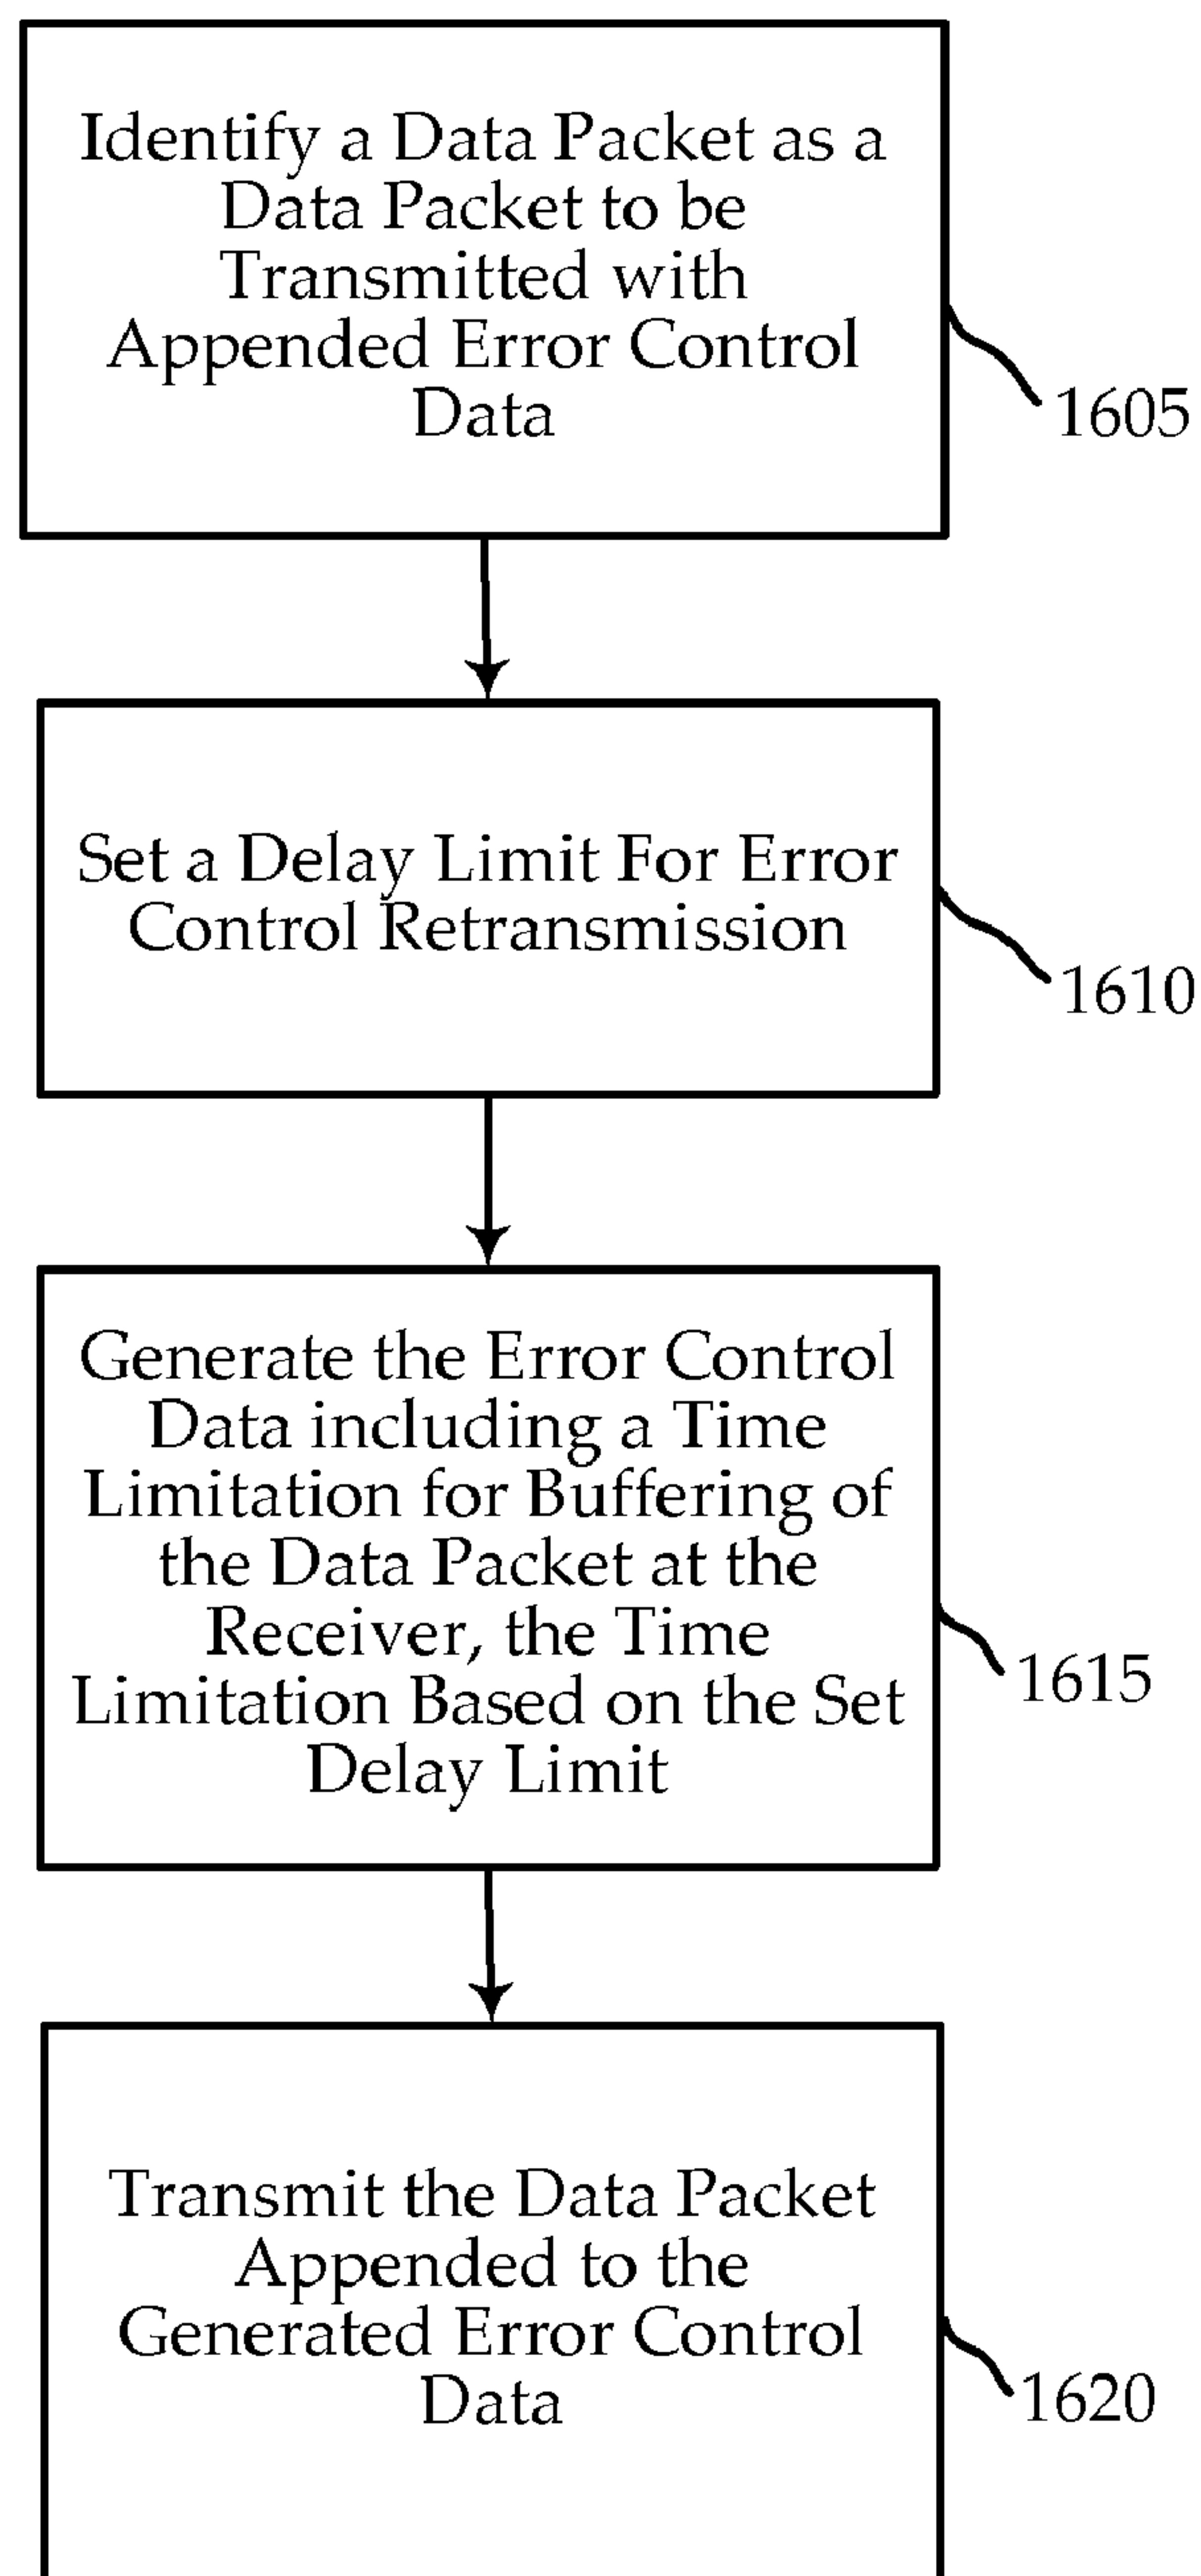 Identify a Data Packet as a
Data Packet to be
Transmitted with
Appended Error Control
Data
1605
Set a Delay Limit For Error
Control Retransmission
1610
Generate the Error Control
Data including a Time
Limitation for Buffering of
the Data Packet at the
Receiver, the Time
Limitation Based on the Set
Delay Limit
1615
Transmit the Data Packet
Appended to the
Generated Error Control
Data
1620